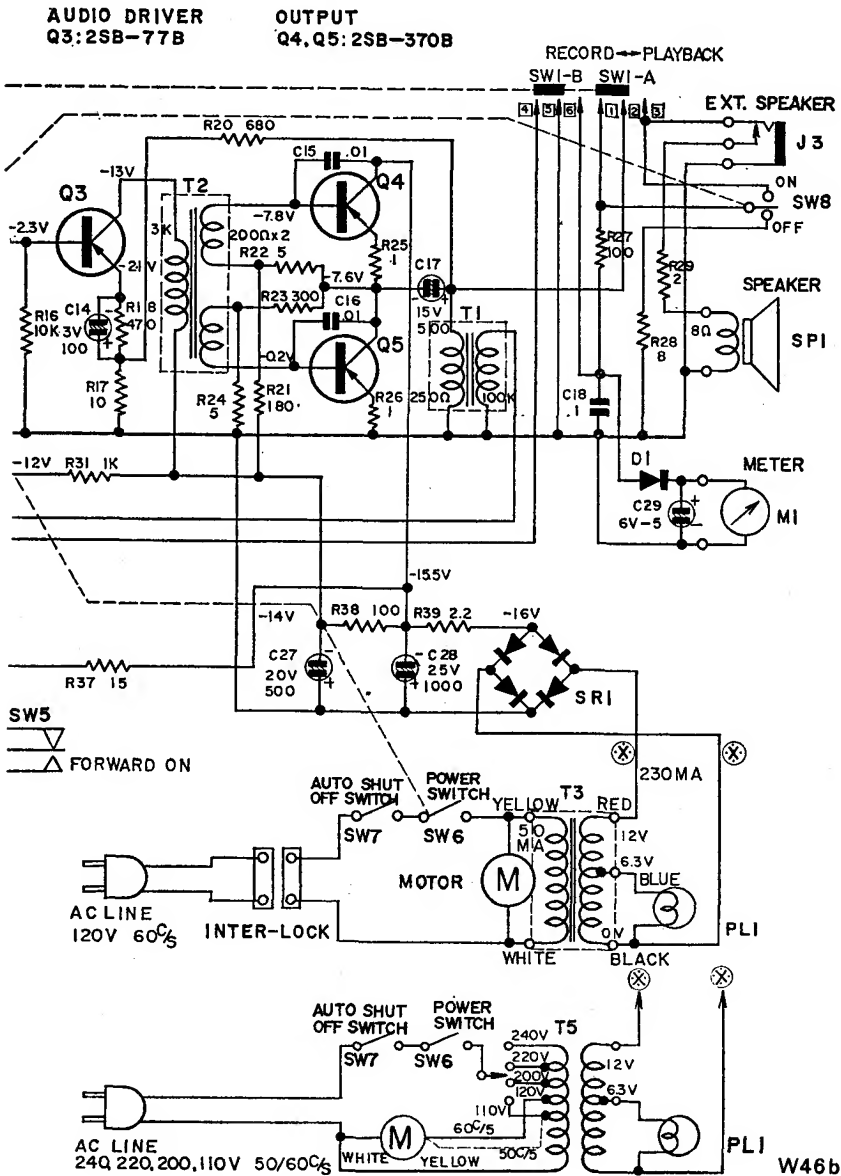 AUDIO DRIVER
Q3:2SB-77B
OUTPUT
Q4,Q5:2SB-370B
RECORD↔PLAYBACK
SW1-B
SW1-A
4
5
6
1
2
3
EXT. SPEAKER
J3
R20 680
C15 .01
-13V
Q3
T2
Q4
ON
SW8
OFF
-2.3V
3K
-7.8V
200Ωx2
R25
.1
R27
100
-2.1V
R22 5
-7.6V
C17
R29
2
SPEAKER
R16
10K
C14
3V
100
R18
470
R23 300
C16
.01
15V
500
T1
8Ω
SP1
R28
8
Q5
-0.2V
R17
10
R24
5
R21
180
R26
.1
250Ω
100K
C18
.1
-12V
R31 1K
D1
METER
C29
6V-5
M1
-15.5V
-14V
R38 100
R39 2.2
-16V
C27
20V
500
C28
25V
1000
SR1
R37 15
SW5
FORWARD ON
230MA
AUTO SHUT
OFF SWITCH
POWER
SWITCH
YELLOW
T3
RED
SW7
SW6
510
MA
12V
6.3V
MOTOR
M
BLUE
AC LINE
120V 60C/S
INTER-LOCK
0V
PL1
WHITE
BLACK
AUTO SHUT
OFF SWITCH
POWER
SWITCH
T5
240V
SW7
SW6
220V
12V
200V
120V
6.3V
110V
60C/S
M
AC LINE
240,220,200,110V 50/60C/S
WHITE
YELLOW
50C/S
PL1
W46b